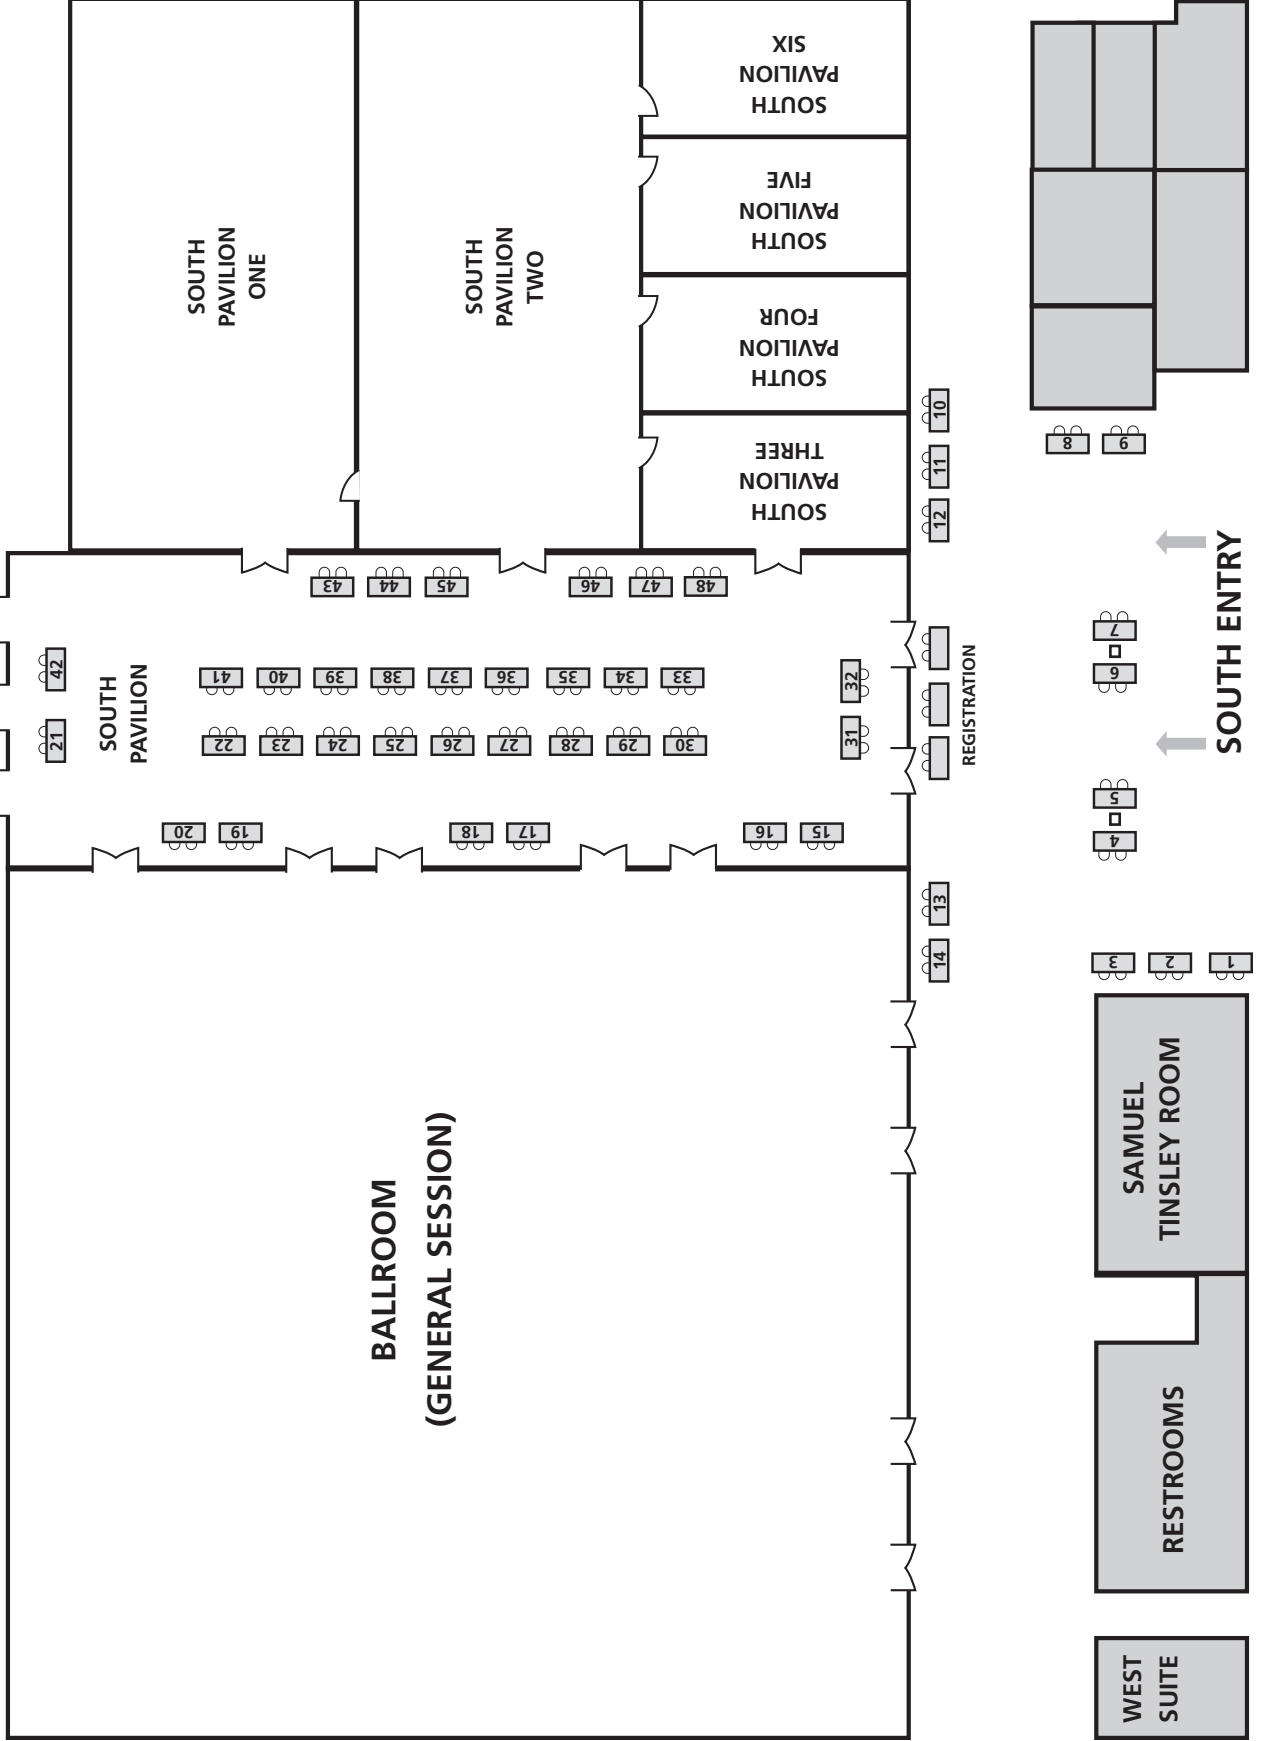 SOUTH
PAVILION
SIX
SOUTH
PAVILION
FIVE
SOUTH
PAVILION
FOUR
SOUTH
PAVILION
THREE
SOUTH
PAVILION
ONE
SOUTH
PAVILION
TWO
10
11
12
8
9
43
44
45
46
47
48
SOUTH ENTRY
7
6
42
21
SOUTH
PAVILION
41
40
39
38
37
36
35
34
33
32
31
22
23
24
25
26
27
28
29
30
REGISTRATION
5
4
20
19
18
17
16
15
13
14
3
2
1
BALLROOM
(GENERAL SESSION)
SAMUEL
TINSLEY ROOM
RESTROOMS
WEST
SUITE